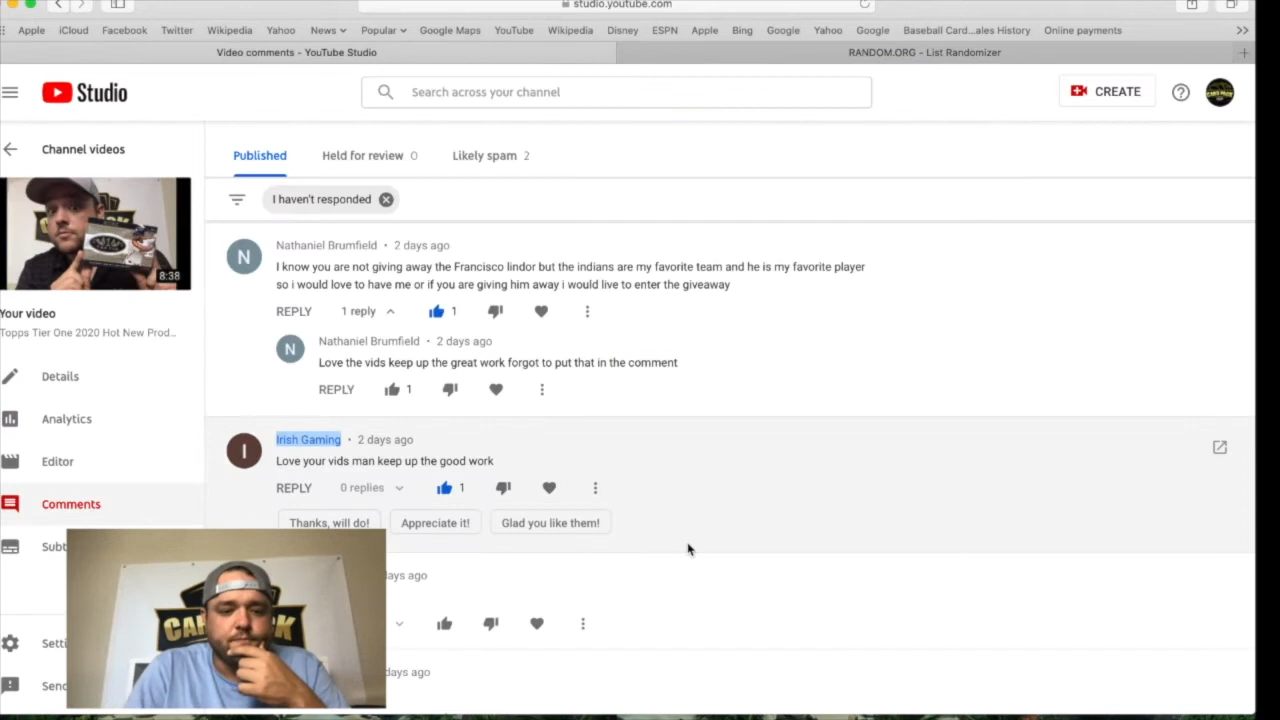 studio.youtube.com
Apple iCloud Facebook Twitter Wikipedia Yahoo News Popular Google Maps YouTube Wikipedia Disney ESPN Apple Bing Google Yahoo Google Baseball Card...ales History Online payments
Video comments - YouTube Studio
RANDOM.ORG - List Randomizer
Studio
Search across your channel
CREATE
Channel videos
8:38
Your video
Topps Tier One 2020 Hot New Prod...
Details
Analytics
Editor
Comments
Subt
Setti
Send
Published Held for review 0 Likely spam 2
I haven't responded
N
Nathaniel Brumfield • 2 days ago
I know you are not giving away the Francisco lindor but the indians are my favorite team and he is my favorite player
so i would love to have me or if you are giving him away i would live to enter the giveaway
REPLY 1 reply 1
N
Nathaniel Brumfield • 2 days ago
Love the vids keep up the great work forgot to put that in the comment
REPLY 1
I
Irish Gaming • 2 days ago
Love your vids man keep up the good work
REPLY 0 replies 1
Thanks, will do! Appreciate it! Glad you like them!
ays ago
days ago